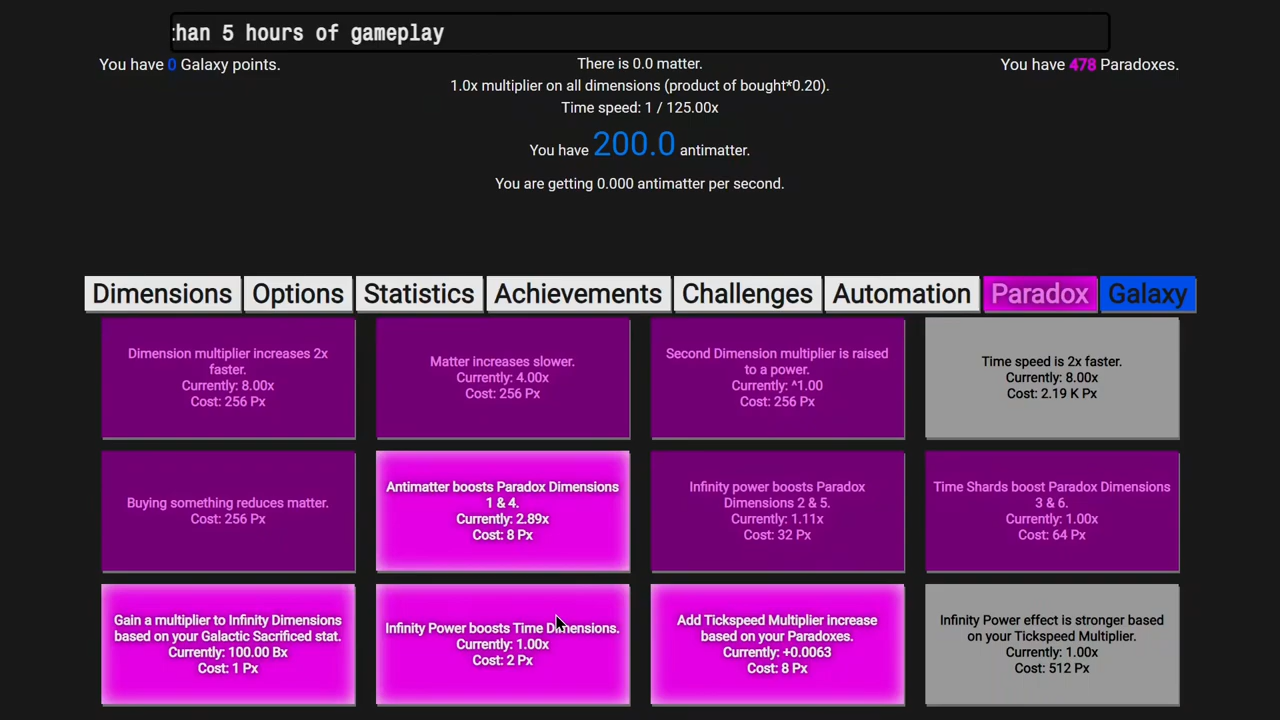 than 5 hours of gameplay
You have 0 Galaxy points.
There is 0.0 matter.
You have 478 Paradoxes.
1.0x multiplier on all dimensions (product of bought*0.20).
Time speed: 1 / 125.00x
You have 200.0 antimatter.
You are getting 0.000 antimatter per second.
Dimensions
Options
Statistics
Achievements
Challenges
Automation
Paradox
Galaxy
Dimension multiplier increases 2x
faster.
Currently: 8.00x
Cost: 256 Px
Matter increases slower.
Currently: 4.00x
Cost: 256 Px
Second Dimension multiplier is raised
to a power.
Currently: ^1.00
Cost: 256 Px
Time speed is 2x faster.
Currently: 8.00x
Cost: 2.19 K Px
Buying something reduces matter.
Cost: 256 Px
Antimatter boosts Paradox Dimensions
1 & 4.
Currently: 2.89x
Cost: 8 Px
Infinity power boosts Paradox
Dimensions 2 & 5.
Currently: 1.11x
Cost: 32 Px
Time Shards boost Paradox Dimensions
3 & 6.
Currently: 1.00x
Cost: 64 Px
Gain a multiplier to Infinity Dimensions
based on your Galactic Sacrificed stat.
Currently: 100.00 Bx
Cost: 1 Px
Infinity Power boosts Time Dimensions.
Currently: 1.00x
Cost: 2 Px
Add Tickspeed Multiplier increase
based on your Paradoxes.
Currently: +0.0063
Cost: 8 Px
Infinity Power effect is stronger based
on your Tickspeed Multiplier.
Currently: 1.00x
Cost: 512 Px